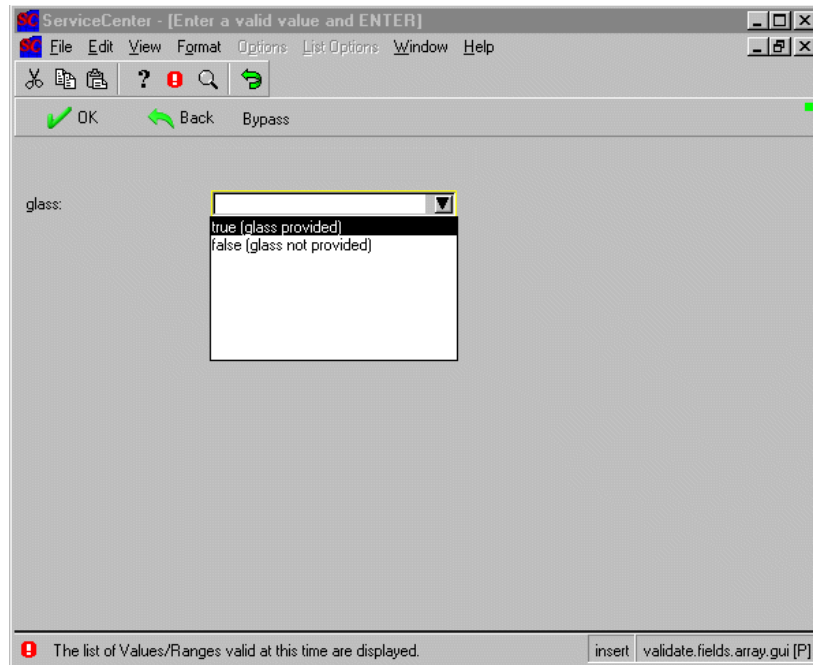 SC ServiceCenter - [Enter a valid value and ENTER]
SC File Edit View Format Options List Options Window Help
?
OK Back Bypass
glass:
true (glass provided)
false (glass not provided)
The list of Values/Ranges valid at this time are displayed. insert validate.fields.array.gui [P]